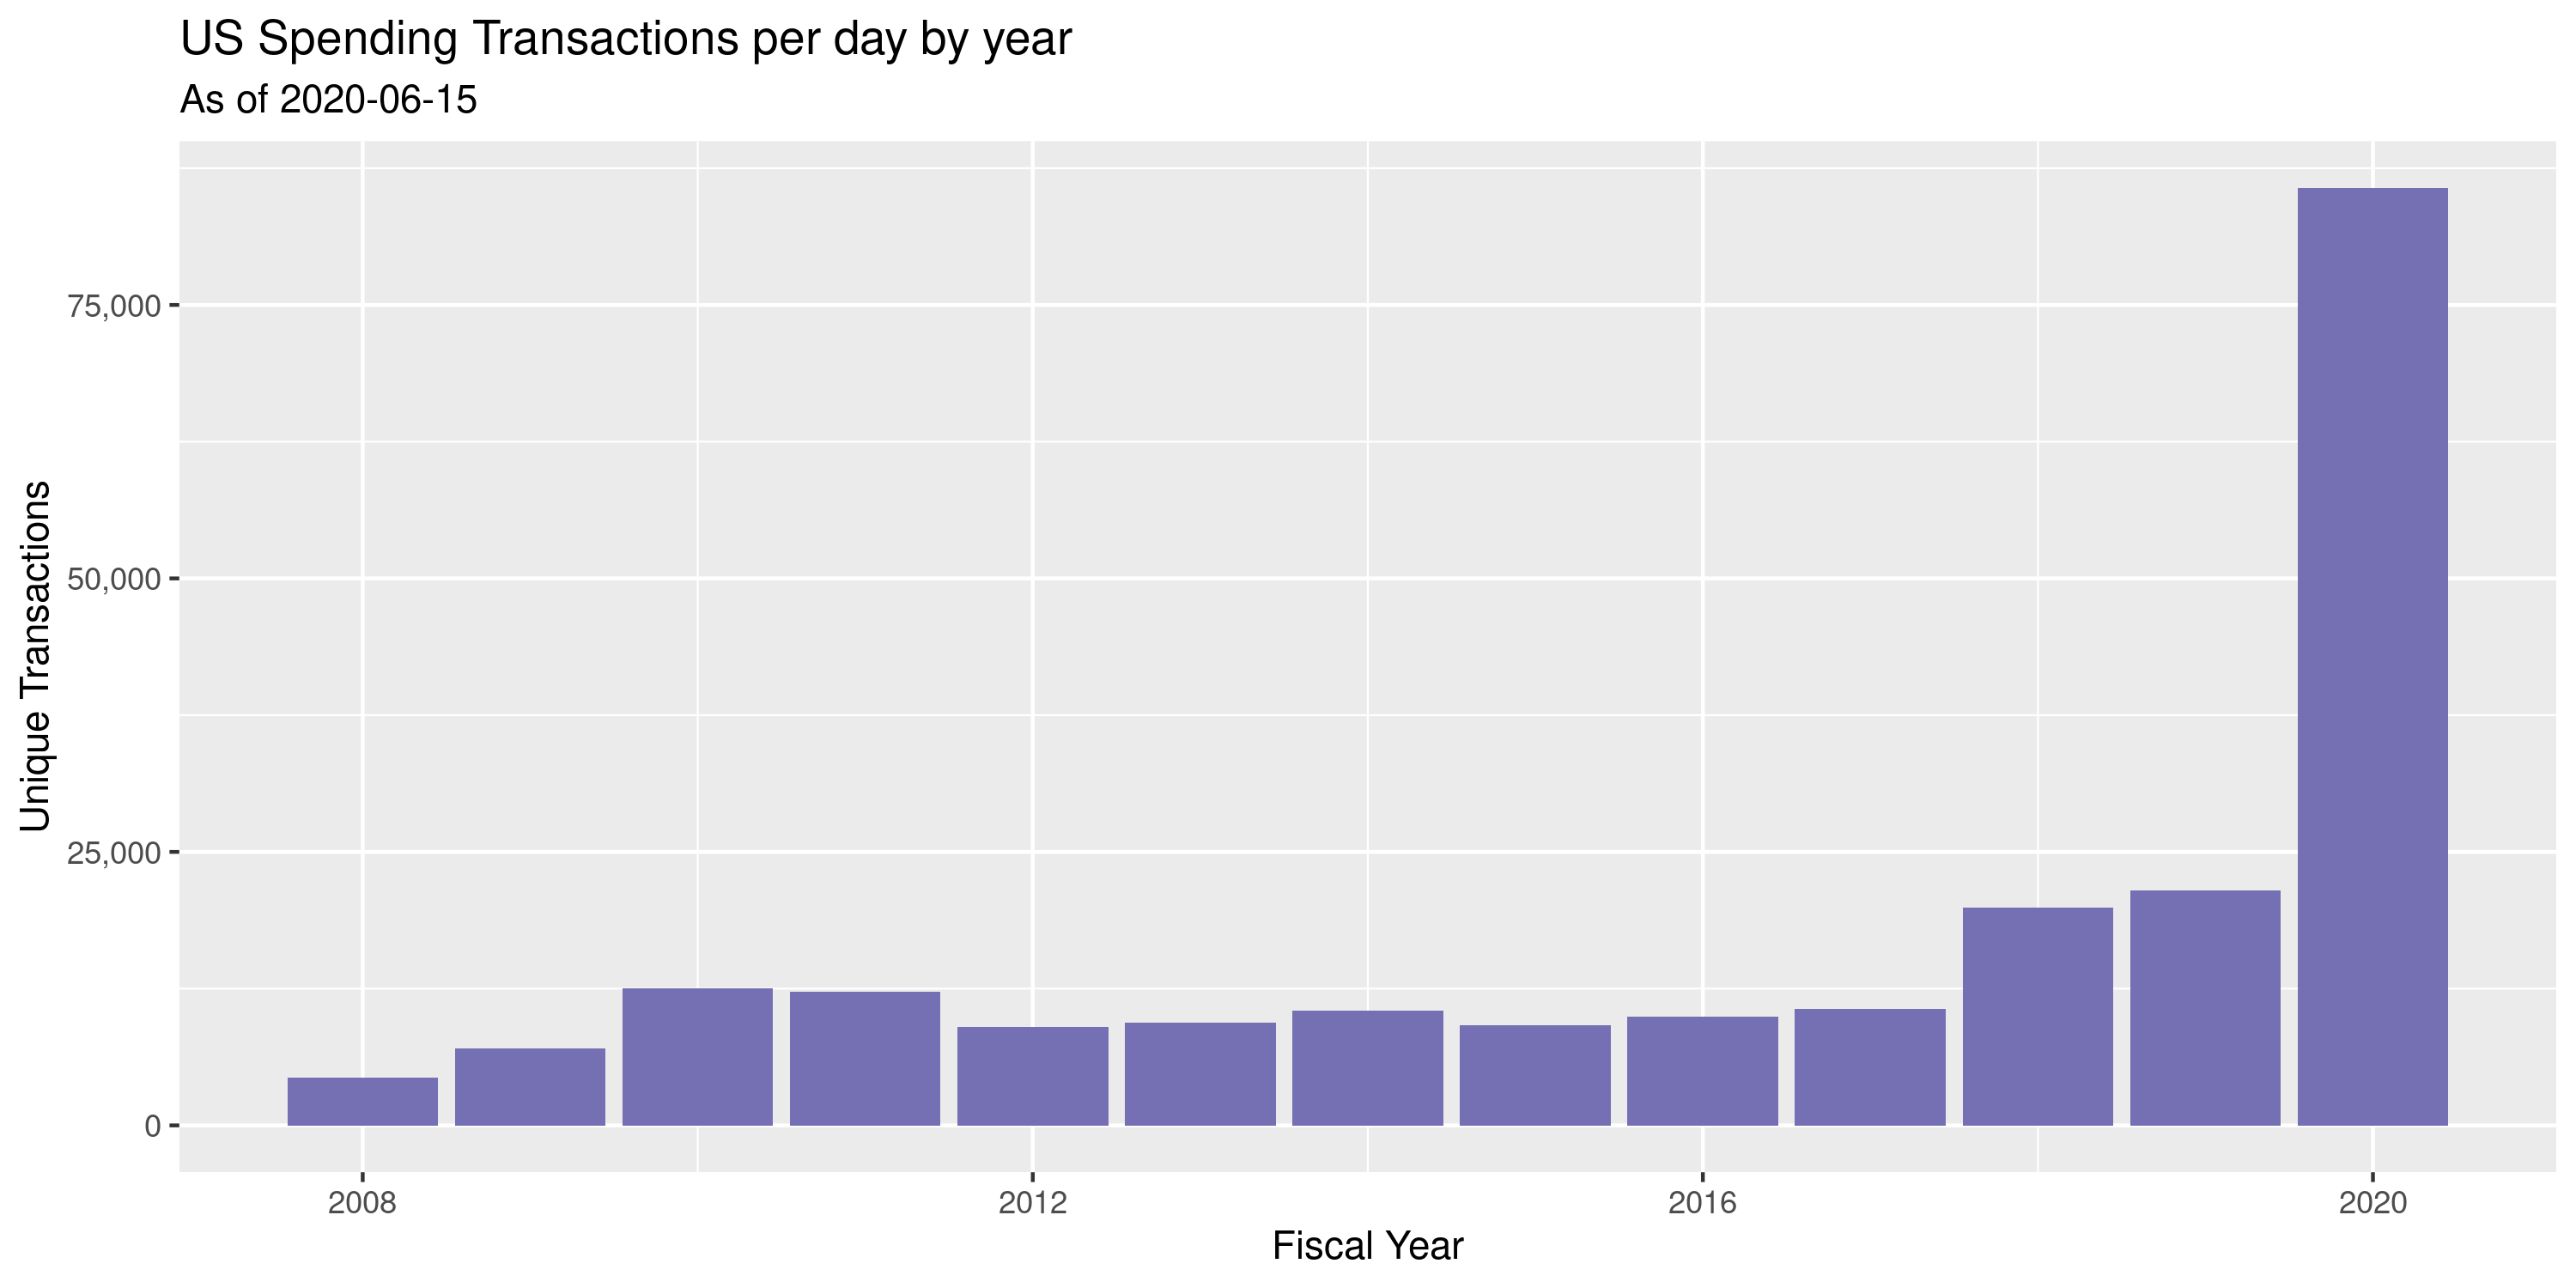 US Spending Transactions per day by year
As of 2020-06-15
Unique Transactions
75,000
50,000
25,000
0
2008
2012
2016
2020
Fiscal Year